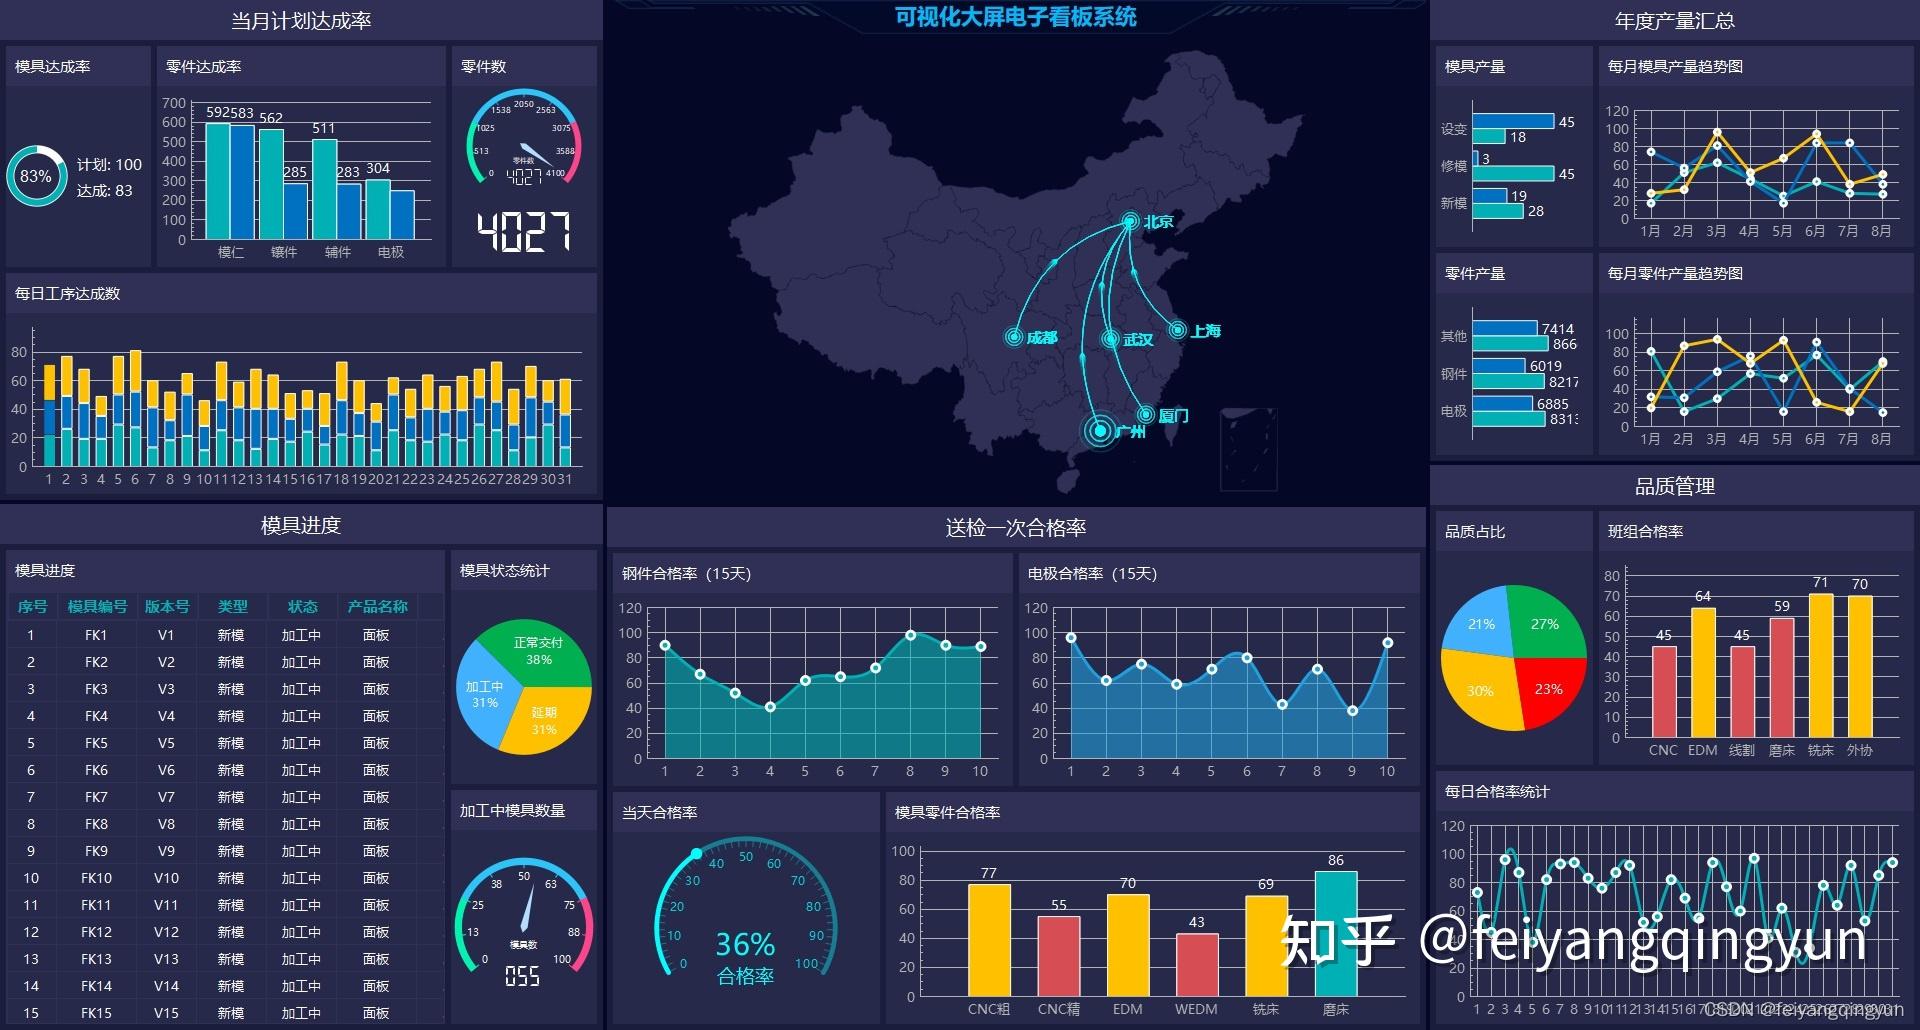 当月计划达成率
模具达成率
83%
计划: 100
达成: 83
零件达成率
700
600
500
400
300
200
100
0
592 583 562 285 511 283 304
模仁 镶件 辅件 电极
零件数
0 513 1025 1538 2050 2563 3075 3588 4100
零件数
4027
4027
每日工序达成数
80
60
40
20
0
1 2 3 4 5 6 7 8 9 10 11 12 13 14 15 16 17 18 19 20 21 22 23 24 25 26 27 28 29 30 31
模具进度
模具进度
序号 模具编号 版本号 类型 状态 产品名称
1 FK1 V1 新模 加工中 面板
2 FK2 V2 新模 加工中 面板
3 FK3 V3 新模 加工中 面板
4 FK4 V4 新模 加工中 面板
5 FK5 V5 新模 加工中 面板
6 FK6 V6 新模 加工中 面板
7 FK7 V7 新模 加工中 面板
8 FK8 V8 新模 加工中 面板
9 FK9 V9 新模 加工中 面板
10 FK10 V10 新模 加工中 面板
11 FK11 V11 新模 加工中 面板
12 FK12 V12 新模 加工中 面板
13 FK13 V13 新模 加工中 面板
14 FK14 V14 新模 加工中 面板
15 FK15 V15 新模 加工中 面板
模具状态统计
正常交付
38%
加工中
31%
延期
31%
加工中模具数量
0 13 25 38 50 63 75 88 100
模具数
055
可视化大屏电子看板系统
北京
成都
武汉
上海
厦门
广州
送检一次合格率
钢件合格率（15天）
120
100
80
60
40
20
0
1 2 3 4 5 6 7 8 9 10
电极合格率（15天）
120
100
80
60
40
20
0
1 2 3 4 5 6 7 8 9 10
当天合格率
0 10 20 30 40 50 60 70 80 90 100
36%
合格率
模具零件合格率
100
80
60
40
20
0
77 55 70 43 69 86
CNC粗 CNC精 EDM WEDM 铣床 磨床
年度产量汇总
模具产量
设变 45 18
修模 3 45
新模 19 28
每月模具产量趋势图
120
100
80
60
40
20
0
1月 2月 3月 4月 5月 6月 7月 8月
零件产量
其他 7414 866
钢件 6019 8217
电极 6885 8313
每月零件产量趋势图
100
80
60
40
20
0
1月 2月 3月 4月 5月 6月 7月 8月
品质管理
品质占比
21%
27%
30%
23%
班组合格率
80
70
60
50
40
30
20
10
0
45 64 45 59 71 70
CNC EDM 线割 磨床 铣床 外协
每日合格率统计
120
100
80
60
40
20
0
1 2 3 4 5 6 7 8 9 10 11 12 13 14 15 16 17
知乎 @feiyangqingyun
CSDN @feiyangqingyun